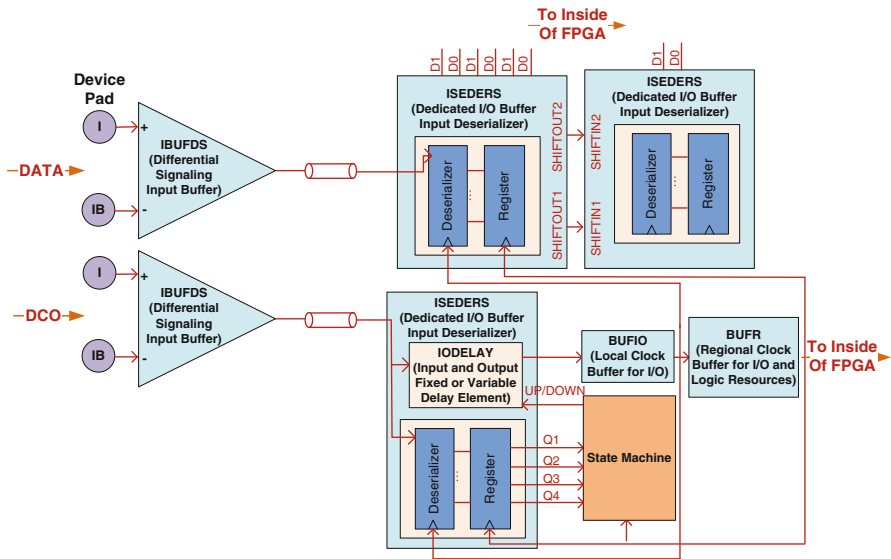 To Inside
Of FPGA
D1
D0
D1
D0
D1
D0
D1
D0
Device
Pad
I
+
IB
-
DATA
IBUFDS
(Differential
Signaling
Input Buffer)
ISEDERS
(Dedicated I/O Buffer
Input Deserializer)
Deserializer
...
Register
SHIFTOUT2
SHIFTOUT1
SHIFTIN2
SHIFTIN1
ISEDERS
(Dedicated I/O Buffer
Input Deserializer)
Deserializer
...
Register
I
+
IB
-
DCO
IBUFDS
(Differential
Signaling
Input Buffer)
ISEDERS
(Dedicated I/O Buffer
Input Deserializer)
IODELAY
(Input and Output
Fixed or Variable
Delay Element)
BUFIO
(Local Clock
Buffer for I/O)
BUFR
(Regional Clock
Buffer for I/O and
Logic Resources)
To Inside
Of FPGA
UP/DOWN
Deserializer
...
Register
Q1
Q2
Q3
Q4
State Machine